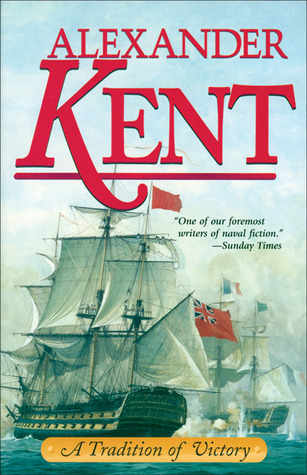 ALEXANDER
KENT
"One of our foremost
writers of naval fiction."
—Sunday Times
A Tradition of Victory